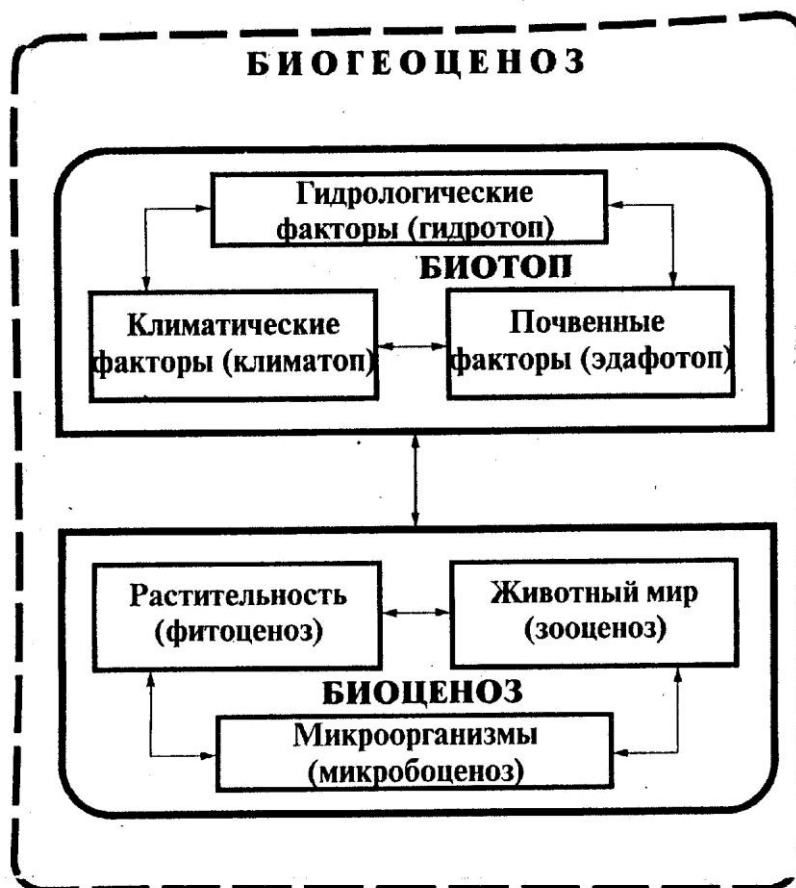 БИОГЕОЦЕНОЗ
Гидрологические
факторы (гидротоп)
БИОТОП
Климатические
факторы (климатоп)
Почвенные
факторы (эдафотоп)
Растительность
(фитоценоз)
Животный мир
(зооценоз)
БИОЦЕНОЗ
Микроорганизмы
(микробоценоз)